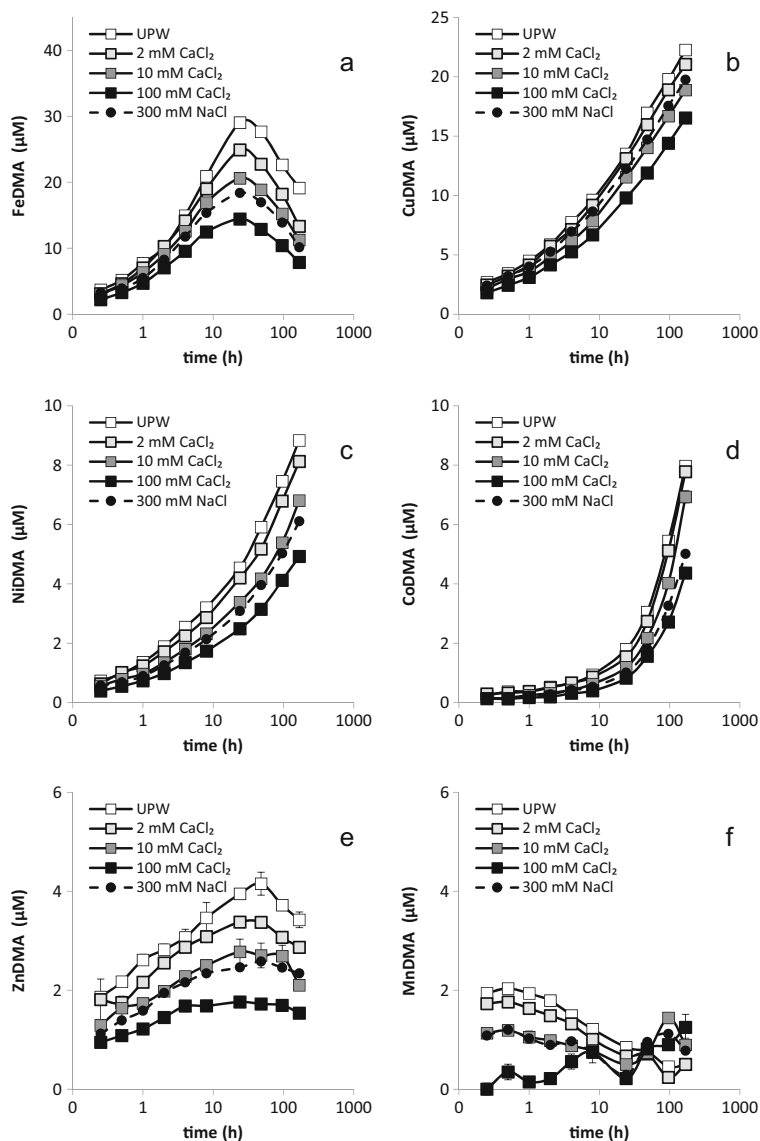 a
FeDMA (µM)
40
30
20
10
0
UPW
2 mM CaCl₂
10 mM CaCl₂
100 mM CaCl₂
300 mM NaCl
0 1 10 100 1000
time (h)
b
CuDMA (µM)
25
20
15
10
5
0
UPW
2 mM CaCl₂
10 mM CaCl₂
100 mM CaCl₂
300 mM NaCl
0 1 10 100 1000
time (h)
c
NiDMA (µM)
10
8
6
4
2
0
UPW
2 mM CaCl₂
10 mM CaCl₂
100 mM CaCl₂
300 mM NaCl
0 1 10 100 1000
time (h)
d
CoDMA (µM)
10
8
6
4
2
0
UPW
2 mM CaCl₂
10 mM CaCl₂
100 mM CaCl₂
300 mM NaCl
0 1 10 100 1000
time (h)
e
ZnDMA (µM)
6
4
2
0
UPW
2 mM CaCl₂
10 mM CaCl₂
100 mM CaCl₂
300 mM NaCl
0 1 10 100 1000
time (h)
f
MnDMA (µM)
6
4
2
0
UPW
2 mM CaCl₂
10 mM CaCl₂
100 mM CaCl₂
300 mM NaCl
0 1 10 100 1000
time (h)